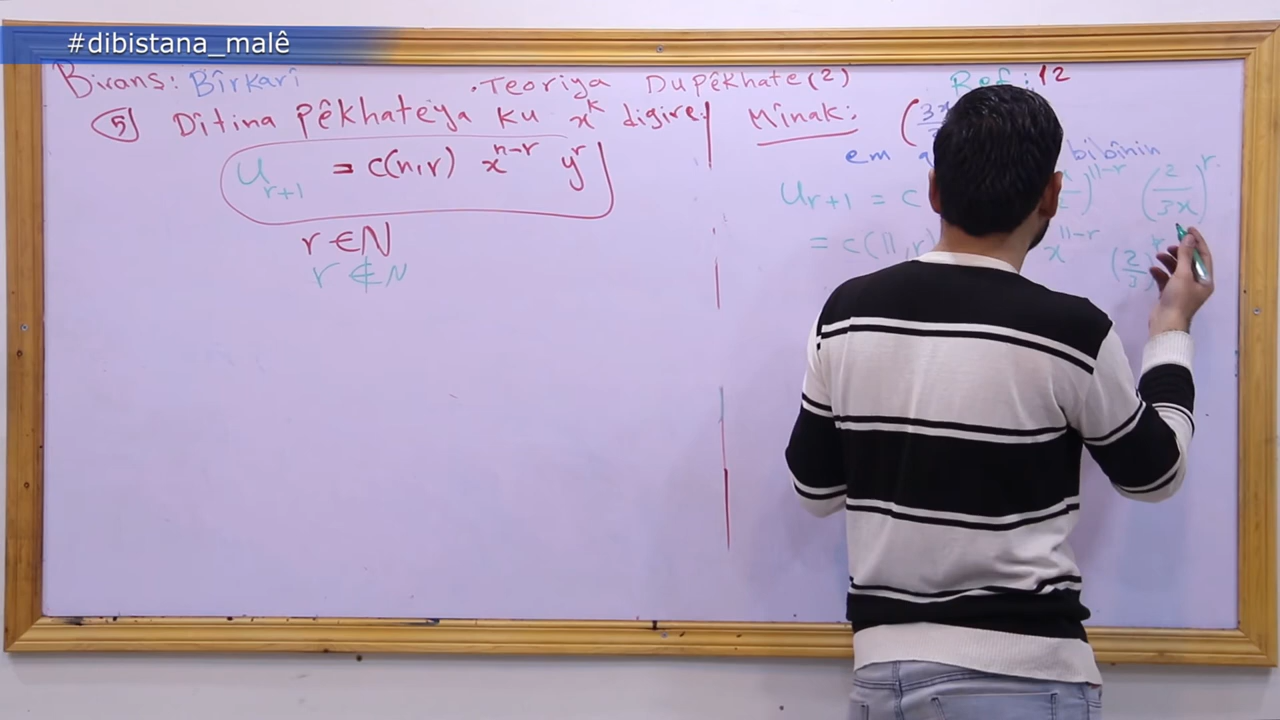 #dibistana_malê
Birans: Bîrkarî
.Teoriya Dupêkhate(2)
Ref: 12
(5) Dîtina Pêkhateya ku x^k digire.
U_{r+1} = c(n,r) x^{n-r} y^r
r ∈ N
r ∉ N
Mînak: (3x
em bibînin
U_{r+1} = c )^{11-r} (2/3x)^r.
= c(11,r) x^{11-r} (2/3)^r